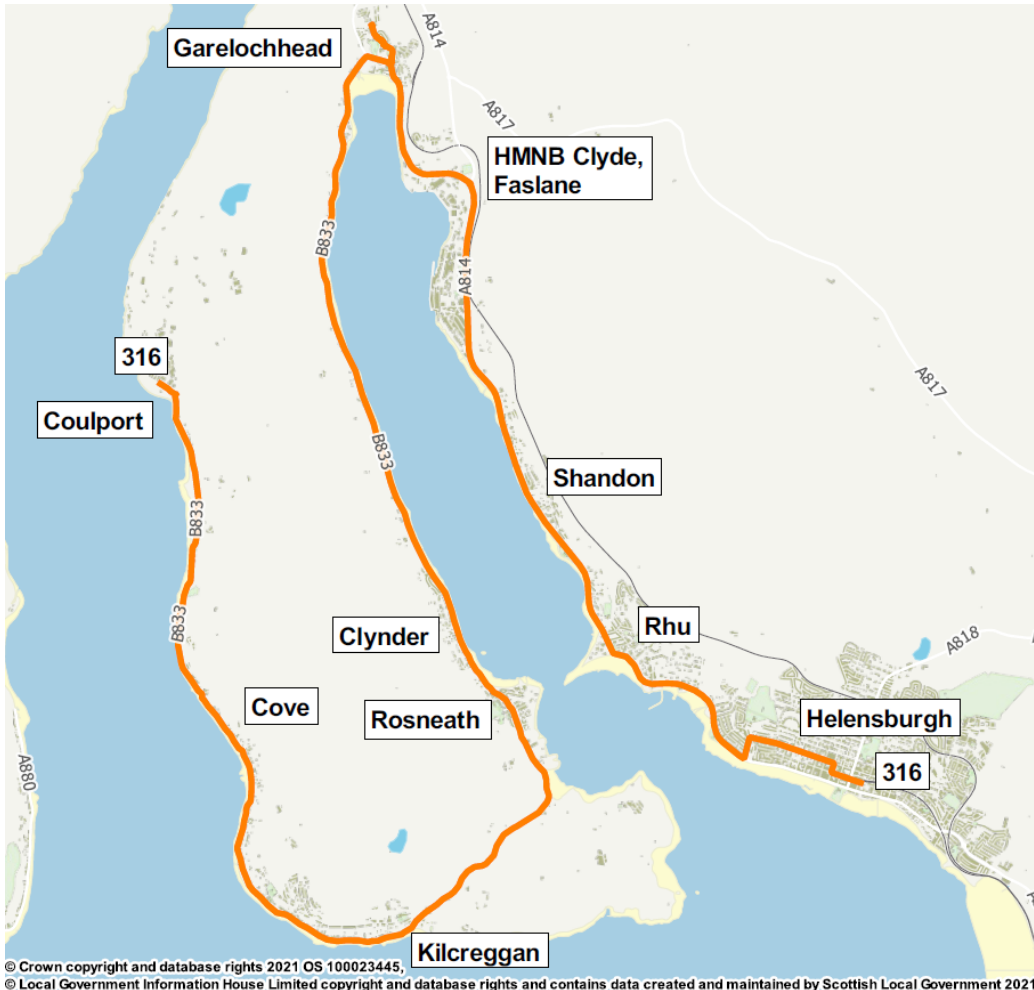 Garelochhead
A814
A817
HMNB Clyde,
Faslane
B833
A814
316
Coulport
A817
B833
Shandon
B833
B833
Clynder
Rhu
A818
Cove
Rosneath
Helensburgh
316
A880
Kilcreggan
© Crown copyright and database rights 2021 OS 100023445,
© Local Government Information House Limited copyright and database rights and contains data created and maintained by Scottish Local Government 2021